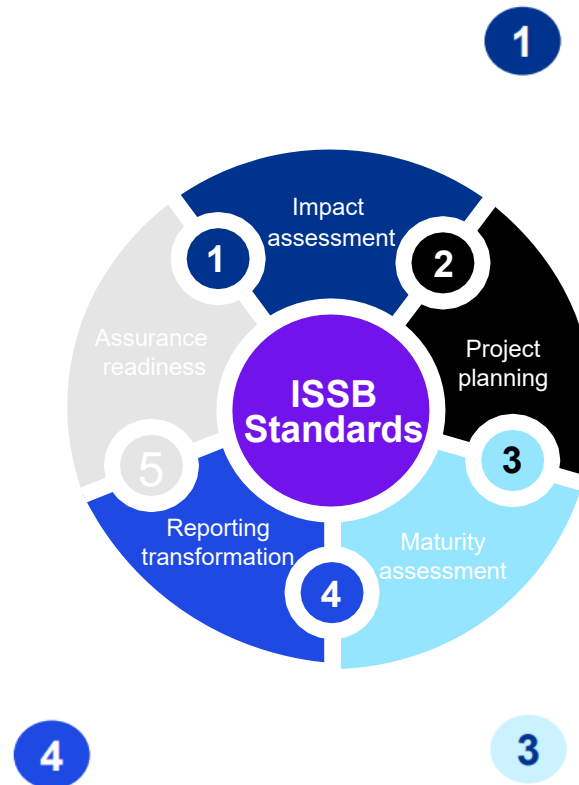 1
Impact
assessment
1
2
Assurance
readiness
Project
planning
ISSB
Standards
3
5
Reporting
transformation
Maturity
assessment
4
4
3